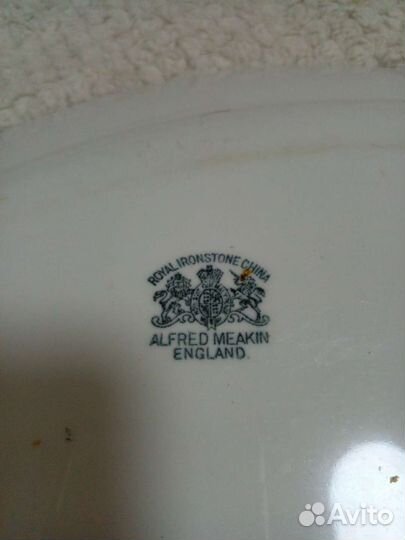 ROYAL IRONSTONE CHINA
ALFRED MEAKIN
ENGLAND
Avito